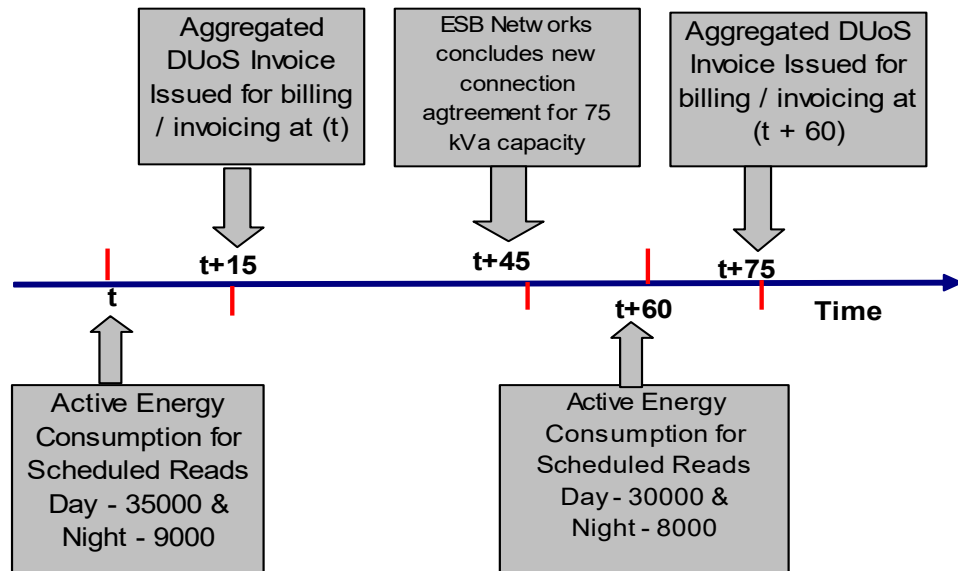 Aggregated
DUoS Invoice
Issued for billing
/ invoicing at (t)
ESB Networks
concludes new
connection
agtreement for 75
kVa capacity
Aggregated DUoS
Invoice Issued for
billing / invoicing at
(t + 60)
t+15
t+45
t+75
t
t+60
Time
Active Energy
Consumption for
Scheduled Reads
Day - 35000 &
Night - 9000
Active Energy
Consumption for
Scheduled Reads
Day - 30000 &
Night - 8000